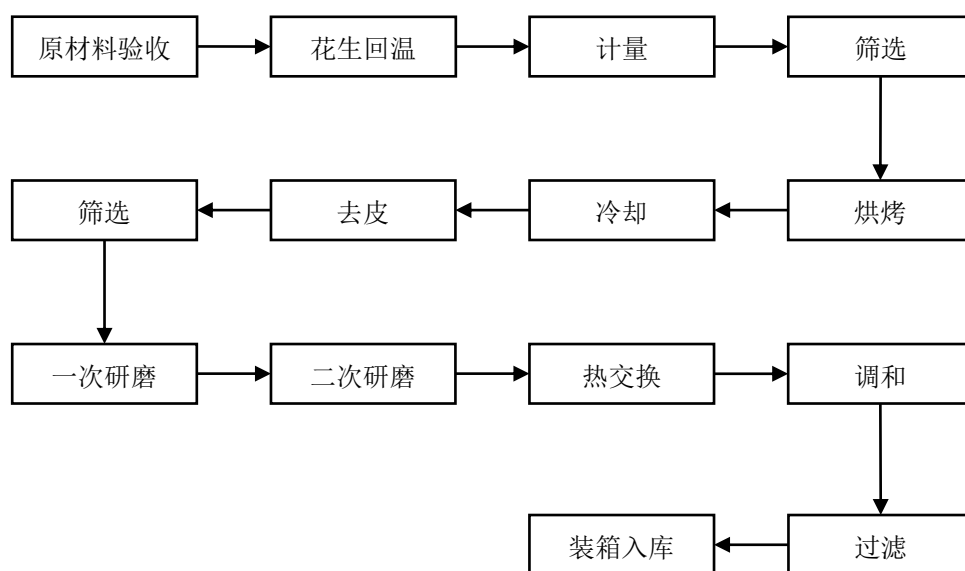 原材料验收
花生回温
计量
筛选
筛选
去皮
冷却
烘烤
一次研磨
二次研磨
热交换
调和
装箱入库
过滤